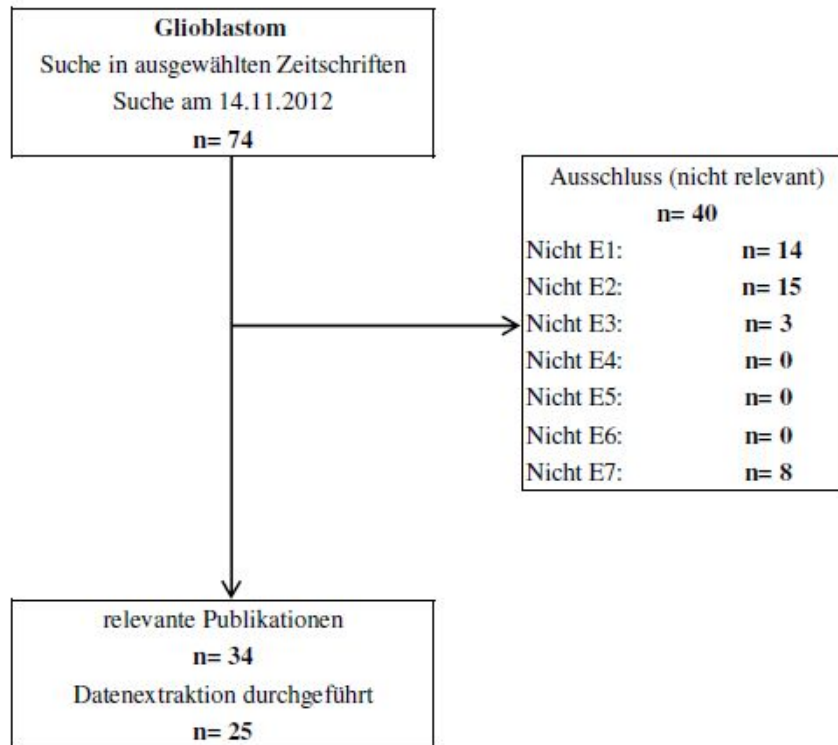 Glioblastom
Suche in ausgewählten Zeitschriften
Suche am 14.11.2012
n= 74
Ausschluss (nicht relevant)
n= 40
Nicht E1: n= 14
Nicht E2: n= 15
Nicht E3: n= 3
Nicht E4: n= 0
Nicht E5: n= 0
Nicht E6: n= 0
Nicht E7: n= 8
relevante Publikationen
n= 34
Datenextraktion durchgeführt
n= 25